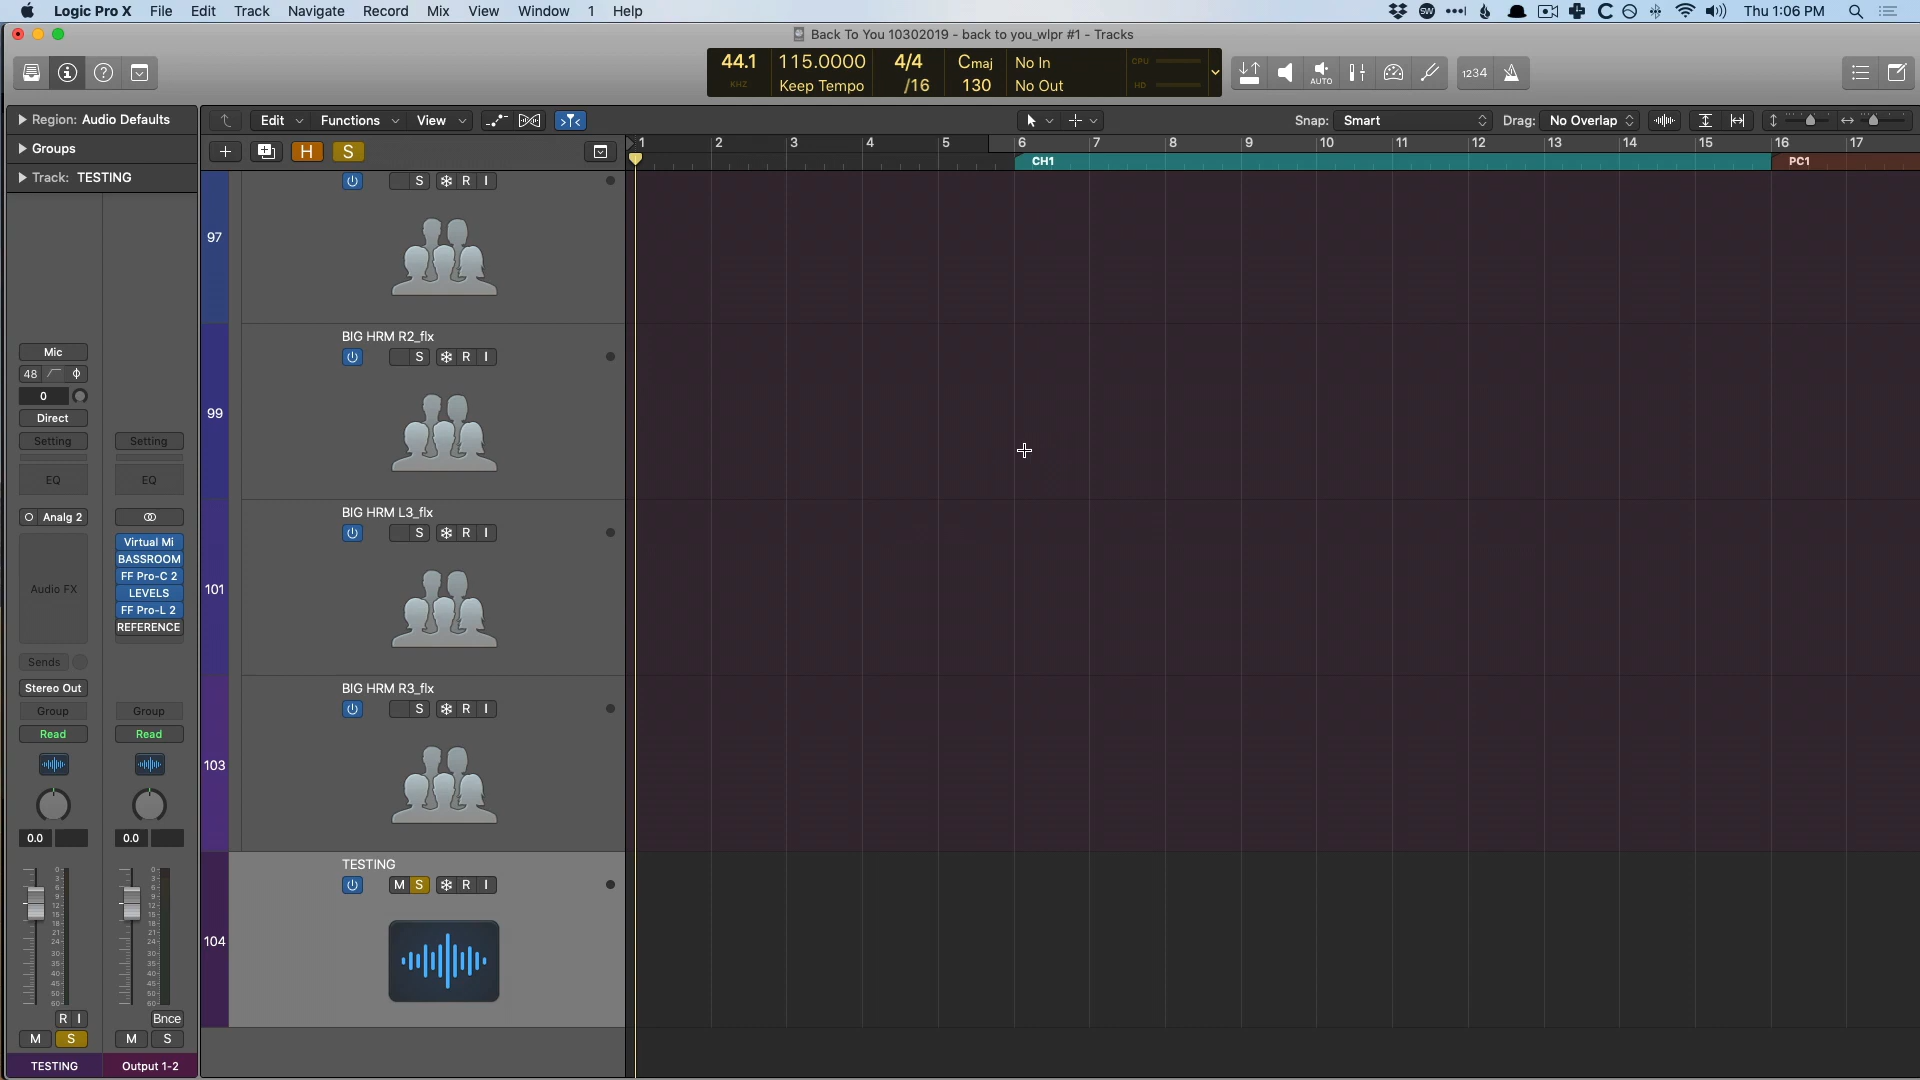 Logic Pro X File Edit Track Navigate Record Mix View Window 1 Help
Thu 1:06 PM
Back To You 10302019 - back to you_wlpr #1 - Tracks
44.1 115.0000 4/4 Cmaj No In
KHZ Keep Tempo /16 130 No Out
CPU
HD
AUTO
1234
Region: Audio Defaults
Groups
Track: TESTING
Edit Functions View
Snap: Smart Drag: No Overlap
H S
1 2 3 4 5 6 7 8 9 10 11 12 13 14 15 16 17
CH1 PC1
97
S R I
99
BIG HRM R2_flx
S R I
101
BIG HRM L3_flx
S R I
103
BIG HRM R3_flx
S R I
104
TESTING
M S R I
Mic
48
0
Direct
Setting Setting
EQ EQ
Analg 2
Audio FX
Virtual Mi
BASSROOM
FF Pro-C 2
LEVELS
FF Pro-L 2
REFERENCE
Sends
Stereo Out
Group Group
Read Read
0.0 0.0
R I Bnce
M S M S
TESTING Output 1-2